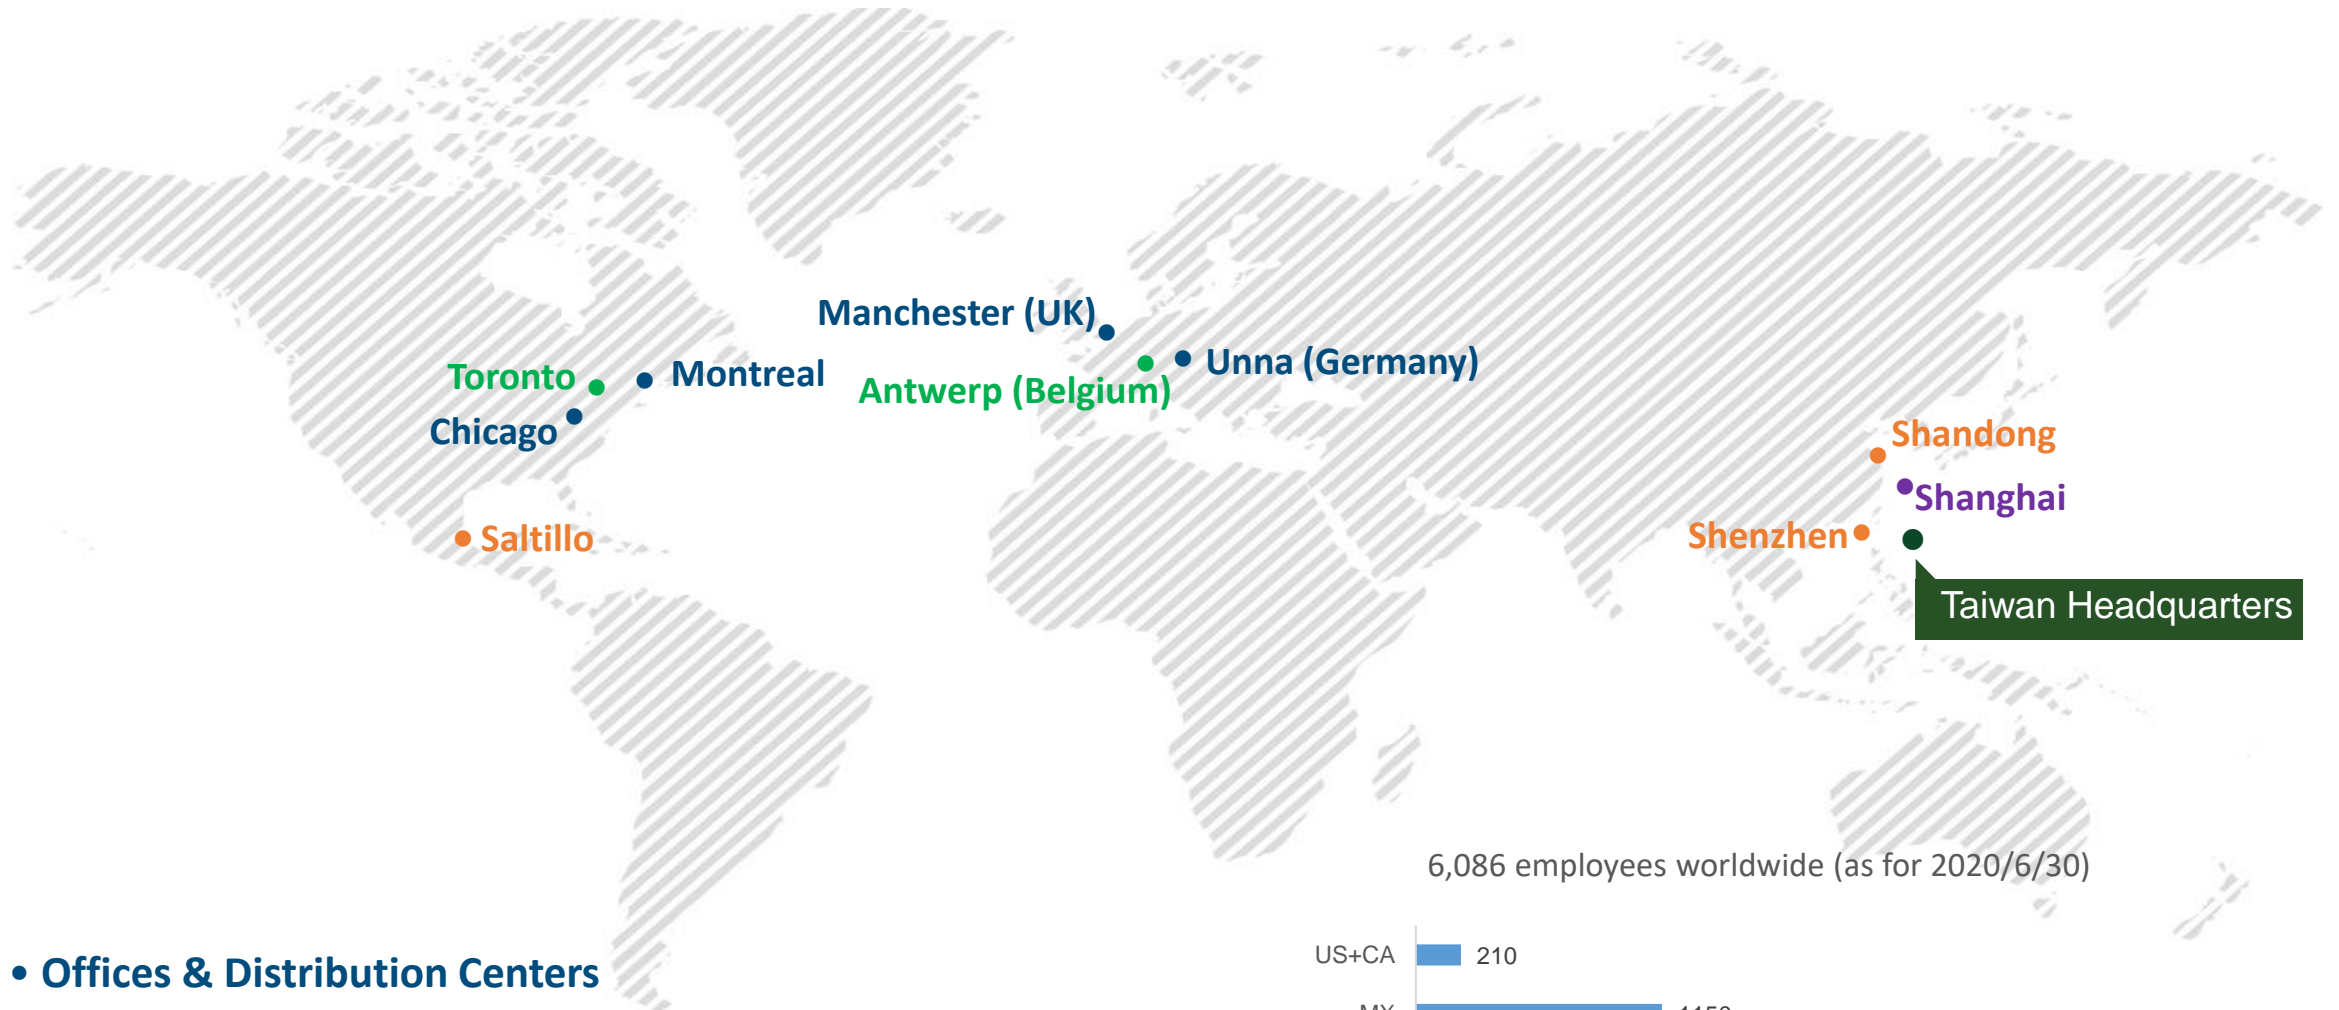 Manchester (UK)
Unna (Germany)
Toronto
Montreal
Antwerp (Belgium)
Chicago
Shandong
Shanghai
Saltillo
Shenzhen
Taiwan Headquarters
6,086 employees worldwide (as for 2020/6/30)
US+CA 210
• Offices & Distribution Centers